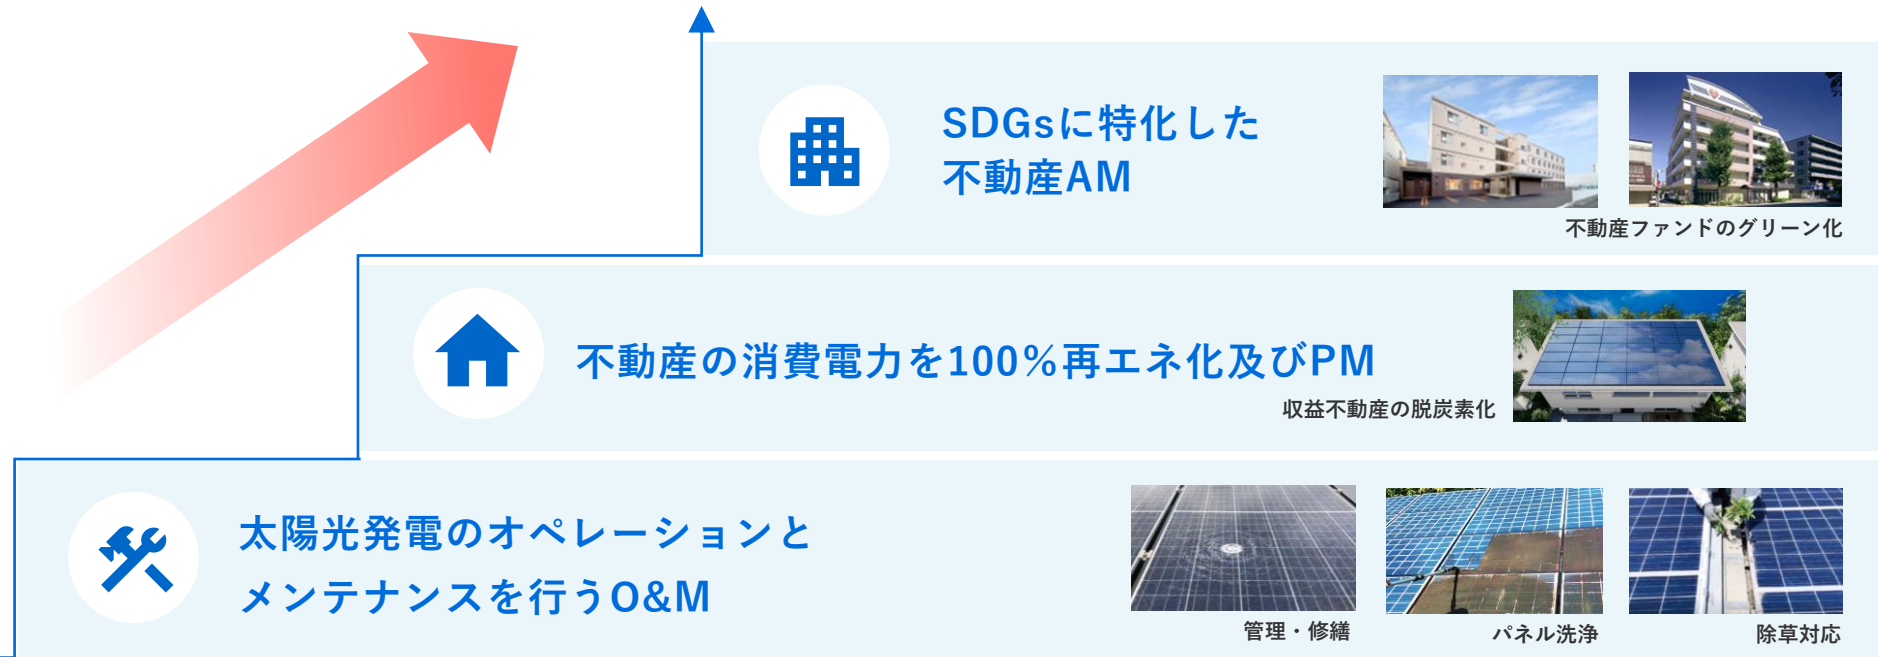 SDGsに特化した
不動産AM
不動産ファンドのグリーン化
不動産の消費電力を100%再エネ化及びPM
収益不動産の脱炭素化
太陽光発電のオペレーションと
メンテナンスを行うO&M
管理・修繕
パネル洗浄
除草対応